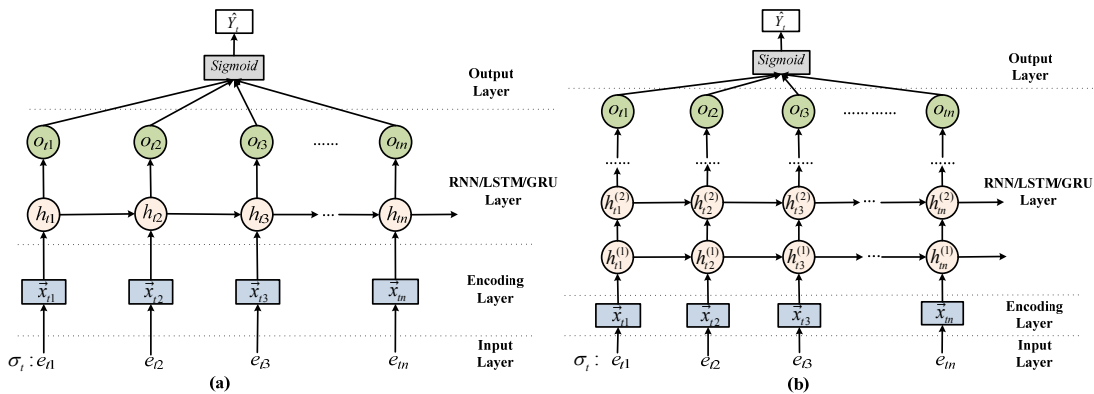 Ŷₜ
Sigmoid
Output
Layer
oₜ₁ oₜ₂ oₜ₃ ...... oₜₙ
RNN/LSTM/GRU
Layer
hₜ₁ hₜ₂ hₜ₃ ... hₜₙ
Encoding
Layer
x⃗ₜ₁ x⃗ₜ₂ x⃗ₜ₃ x⃗ₜₙ
Input
Layer
σₜ : eₜ₁ eₜ₂ eₜ₃ eₜₙ
(a)
Ŷₜ
Sigmoid
Output
Layer
oₜ₁ oₜ₂ oₜ₃ ............ oₜₙ
...... ...... ...... ......
RNN/LSTM/GRU
Layer
hₜ₁⁽²⁾ hₜ₂⁽²⁾ hₜ₃⁽²⁾ ... hₜₙ⁽²⁾
hₜ₁⁽¹⁾ hₜ₂⁽¹⁾ hₜ₃⁽¹⁾ ... hₜₙ⁽¹⁾
Encoding
Layer
x⃗ₜ₁ x⃗ₜ₂ x⃗ₜ₃ x⃗ₜₙ
Input
Layer
σₜ : eₜ₁ eₜ₂ eₜ₃ eₜₙ
(b)